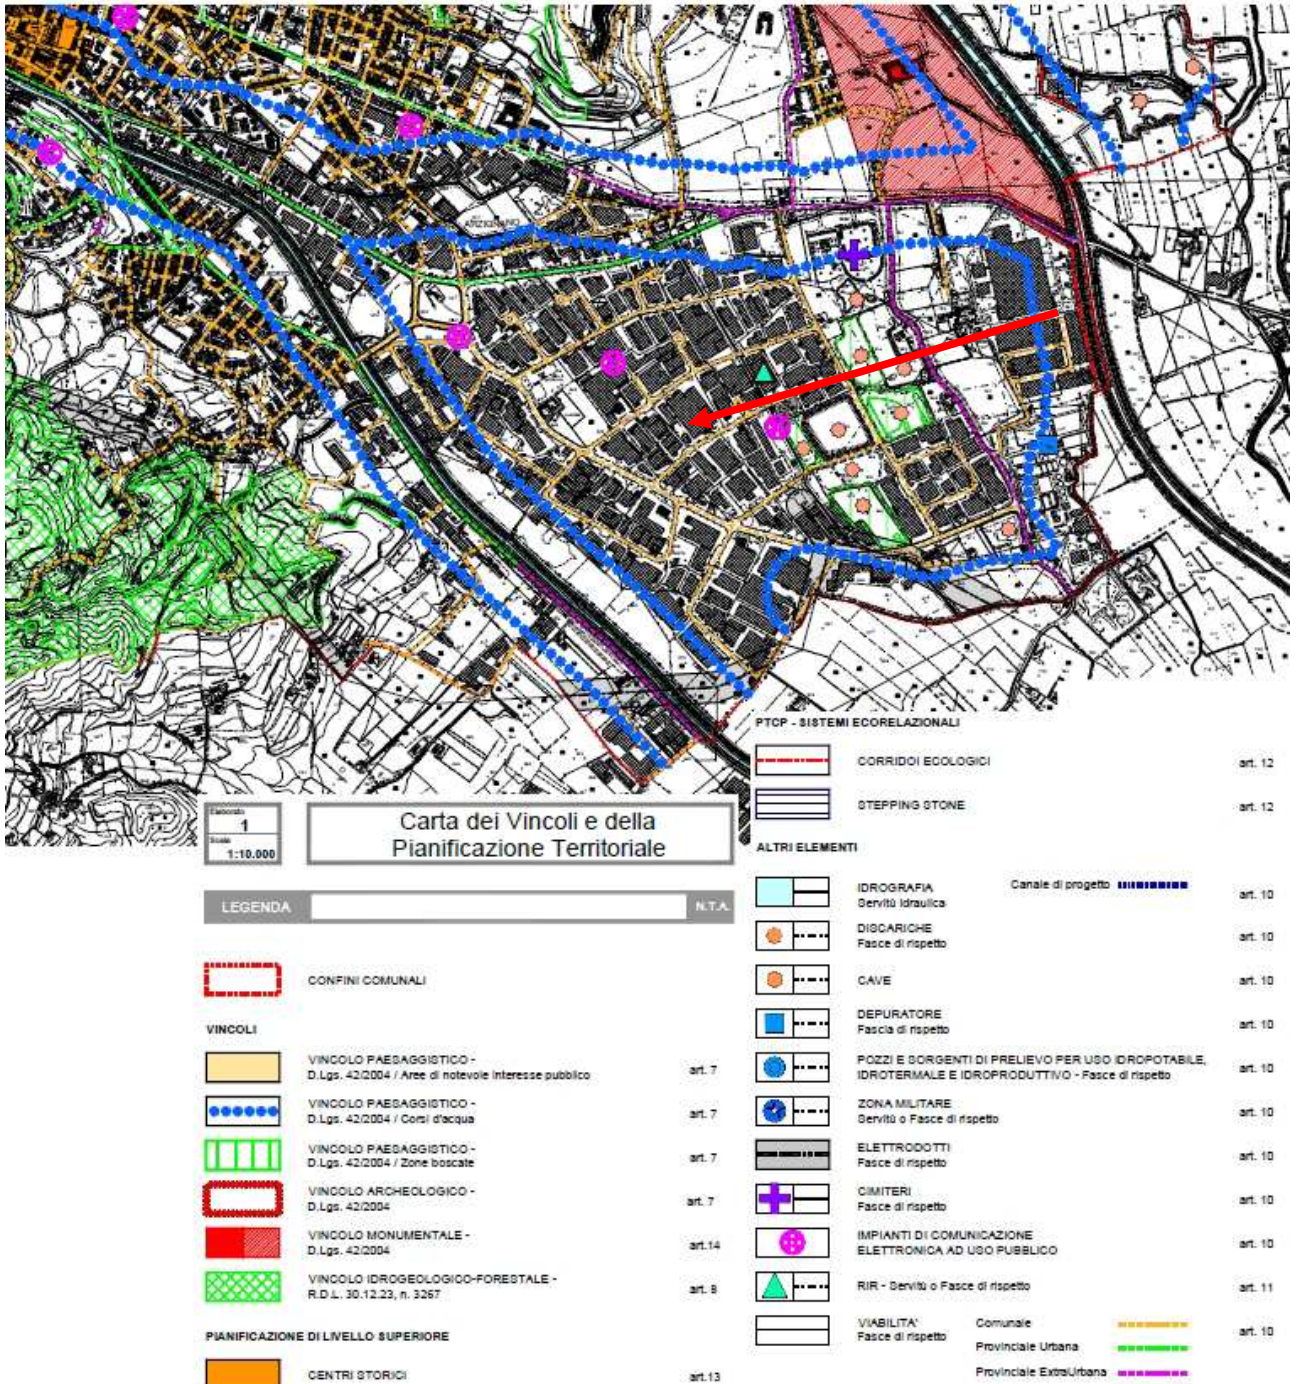 ARZIGNANO
Elaborato
1
Scala
1:10.000
Carta dei Vincoli e della
Pianificazione Territoriale
LEGENDA
N.T.A.
CONFINI COMUNALI
VINCOLI
VINCOLO PAESAGGISTICO -
D.Lgs. 42/2004 / Aree di notevole interesse pubblico
art. 7
VINCOLO PAESAGGISTICO -
D.Lgs. 42/2004 / Corsi d'acqua
art. 7
VINCOLO PAESAGGISTICO -
D.Lgs. 42/2004 / Zone boscate
art. 7
VINCOLO ARCHEOLOGICO -
D.Lgs. 42/2004
art. 7
VINCOLO MONUMENTALE -
D.Lgs. 42/2004
art.14
VINCOLO IDROGEOLOGICO-FORESTALE -
R.D.L. 30.12.23, n. 3267
art. 8
PIANIFICAZIONE DI LIVELLO SUPERIORE
CENTRI STORICI
art.13
PTCP - SISTEMI ECORELAZIONALI
CORRIDOI ECOLOGICI
art. 12
STEPPING STONE
art. 12
ALTRI ELEMENTI
IDROGRAFIA
Servitù Idraulica
Canale di progetto
art. 10
DISCARICHE
Fasce di rispetto
art. 10
CAVE
art. 10
DEPURATORE
Fascia di rispetto
art. 10
POZZI E SORGENTI DI PRELIEVO PER USO IDROPOTABILE,
IDROTERMALE E IDROPRODUTTIVO - Fasce di rispetto
art. 10
ZONA MILITARE
Servitù o Fasce di rispetto
art. 10
ELETTRODOTTI
Fasce di rispetto
art. 10
CIMITERI
Fasce di rispetto
art. 10
IMPIANTI DI COMUNICAZIONE
ELETTRONICA AD USO PUBBLICO
art. 10
RIR - Servitù o Fasce di rispetto
art. 11
VIABILITA'
Fasce di rispetto
Comunale
Provinciale Urbana
Provinciale ExtraUrbana
art. 10